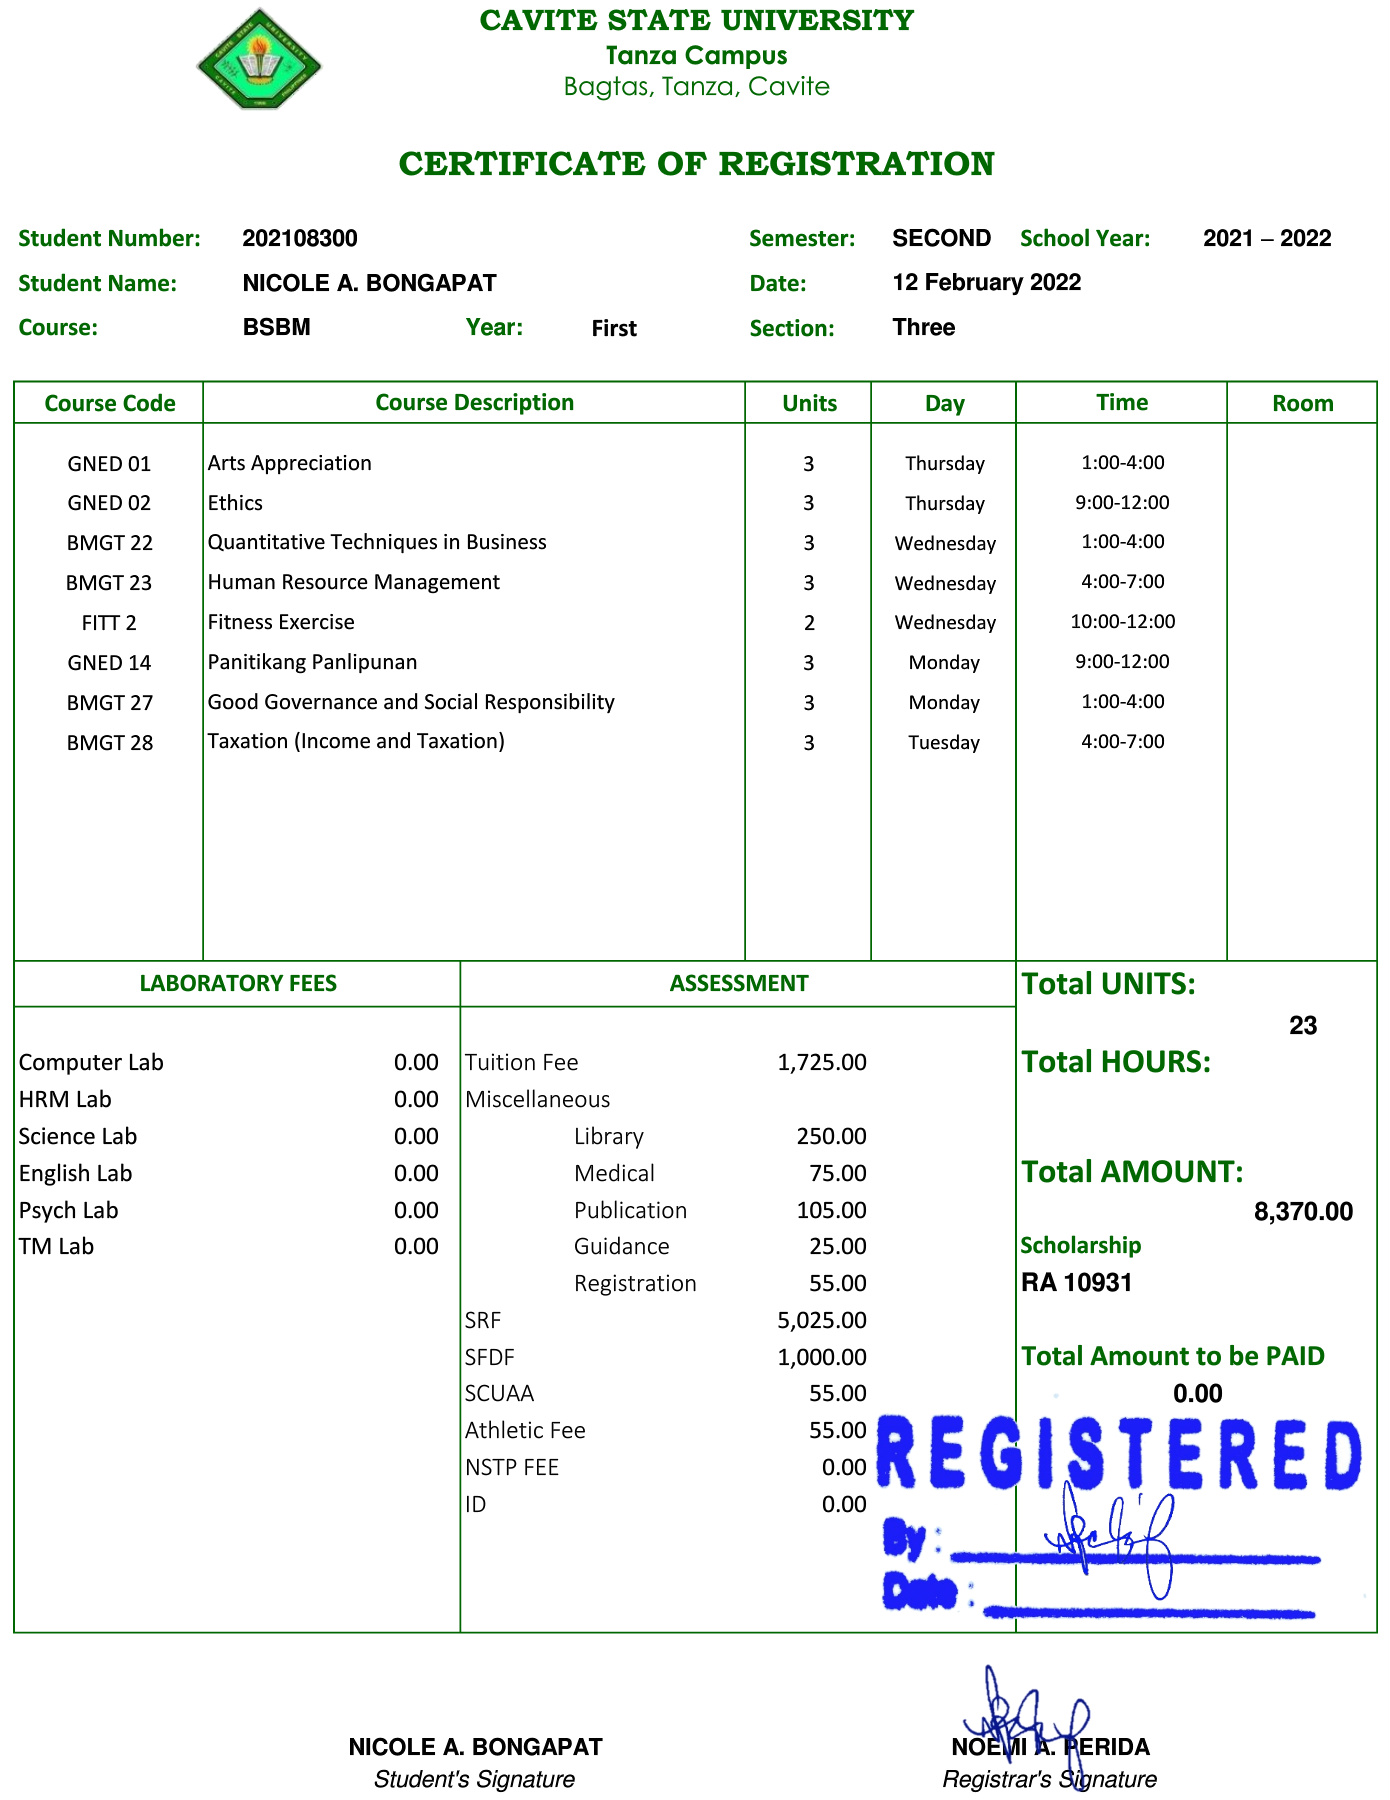 CAVITE STATE UNIVERSITY
Tanza Campus
Bagtas, Tanza, Cavite
CERTIFICATE OF REGISTRATION
Student Number: 202108300 Semester: SECOND School Year: 2021 – 2022
Student Name: NICOLE A. BONGAPAT Date: 12 February 2022
Course: BSBM Year: First Section: Three
Course Code Course Description Units Day Time Room
GNED 01 Arts Appreciation 3 Thursday 1:00-4:00
GNED 02 Ethics 3 Thursday 9:00-12:00
BMGT 22 Quantitative Techniques in Business 3 Wednesday 1:00-4:00
BMGT 23 Human Resource Management 3 Wednesday 4:00-7:00
FITT 2 Fitness Exercise 2 Wednesday 10:00-12:00
GNED 14 Panitikang Panlipunan 3 Monday 9:00-12:00
BMGT 27 Good Governance and Social Responsibility 3 Monday 1:00-4:00
BMGT 28 Taxation (Income and Taxation) 3 Tuesday 4:00-7:00
LABORATORY FEES
Computer Lab 0.00
HRM Lab 0.00
Science Lab 0.00
English Lab 0.00
Psych Lab 0.00
TM Lab 0.00
ASSESSMENT
Tuition Fee 1,725.00
Miscellaneous
Library 250.00
Medical 75.00
Publication 105.00
Guidance 25.00
Registration 55.00
SRF 5,025.00
SFDF 1,000.00
SCUAA 55.00
Athletic Fee 55.00
NSTP FEE 0.00
ID 0.00
Total UNITS:
23
Total HOURS:
Total AMOUNT:
8,370.00
Scholarship
RA 10931
Total Amount to be PAID
0.00
REGISTERED
By:
Date:
NICOLE A. BONGAPAT
Student's Signature
NOEMI A. PERIDA
Registrar's Signature